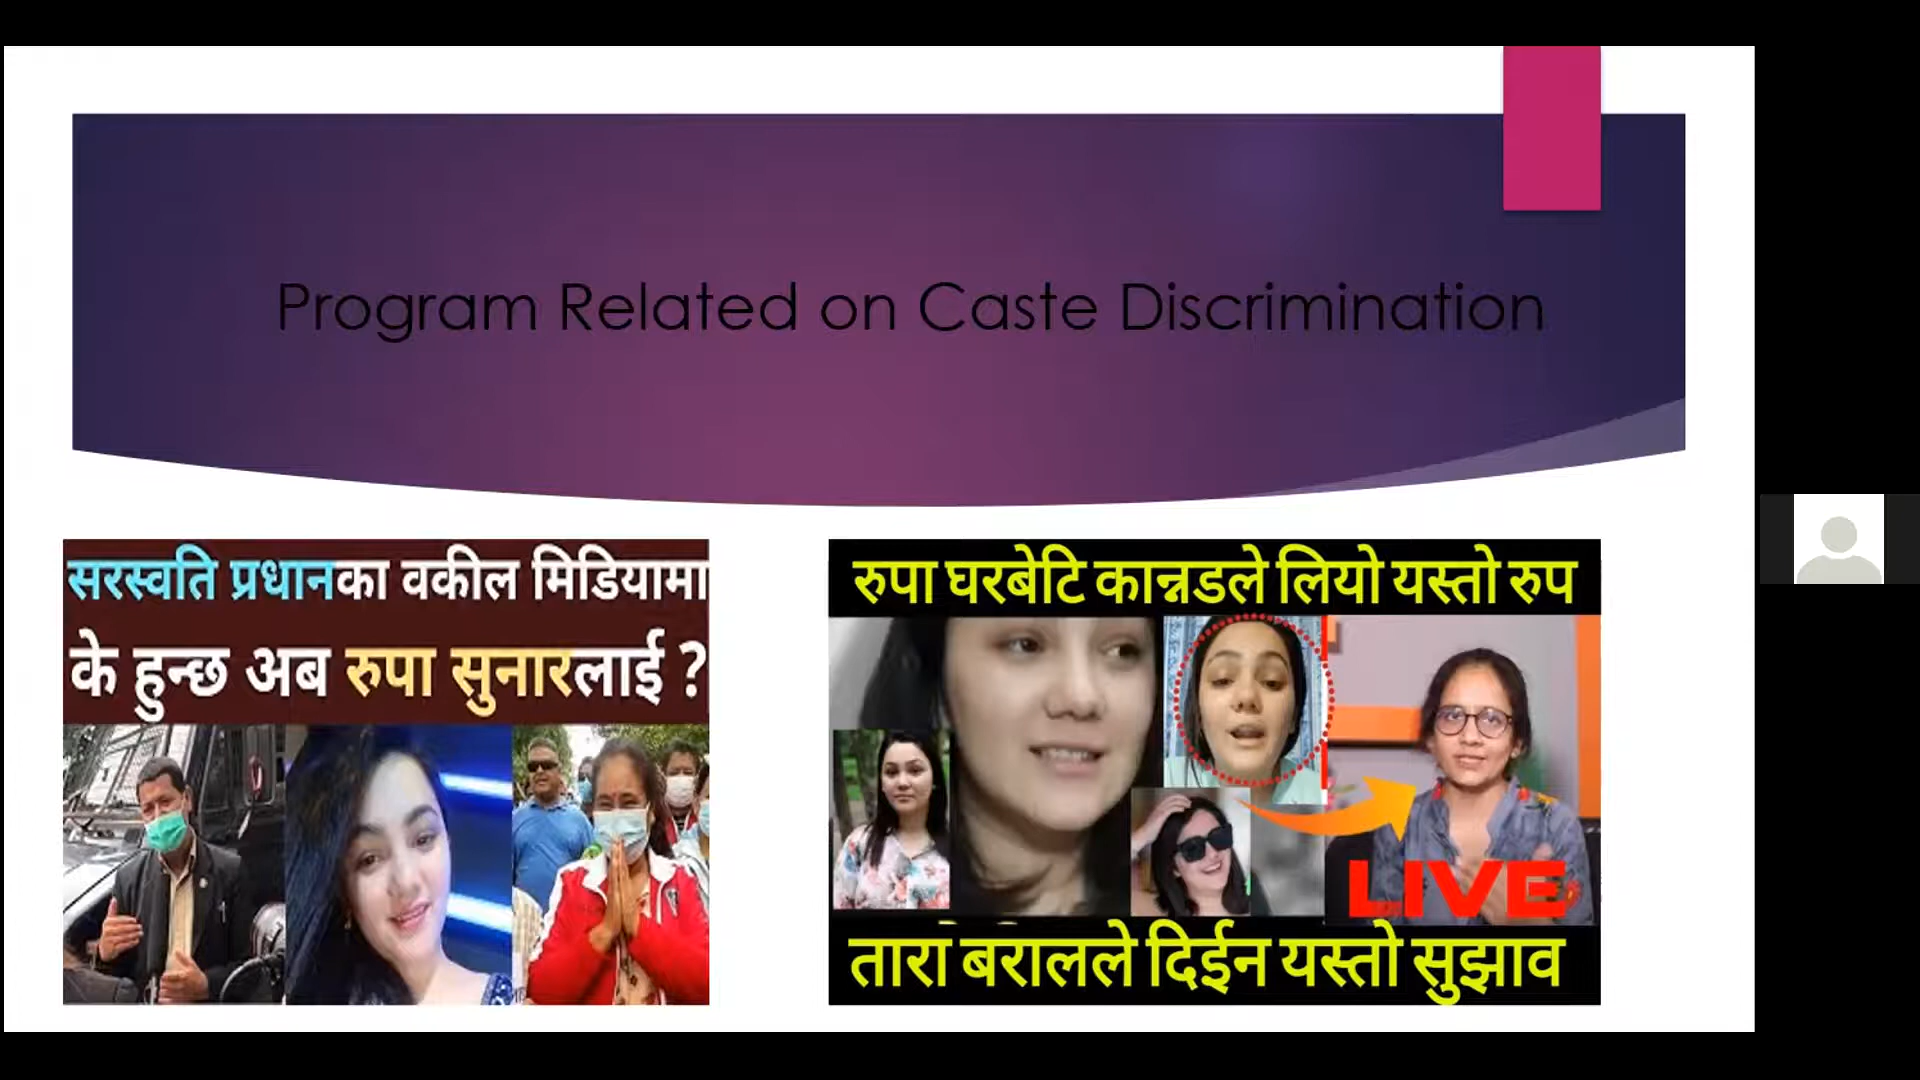 Program Related on Caste Discrimination
सरस्वति प्रधानका वकील मिडियामा
के हुन्छ अब रुपा सुनारलाई ?
रुपा घरबेटि कान्नडले लियो यस्तो रुप
LIVE
तारा बरालले दिईन यस्तो सुझाव